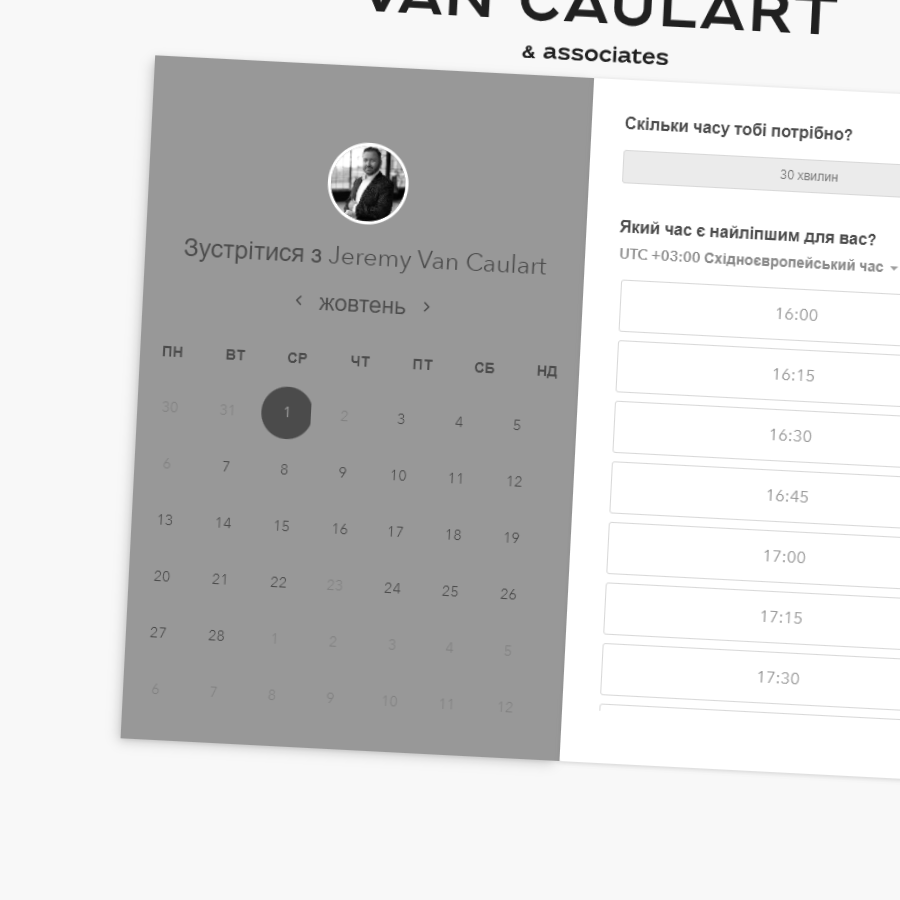 VAN CAULART
& associates
Зустрітися з Jeremy Van Caulart
жовтень
ПН ВТ СР ЧТ ПТ СБ НД
30 31 1 2 3 4 5
6 7 8 9 10 11 12
13 14 15 16 17 18 19
20 21 22 23 24 25 26
27 28 1 2 3 4 5
6 7 8 9 10 11 12
Скільки часу тобі потрібно?
30 хвилин
Який час є найліпшим для вас?
UTC +03:00 Східноєвропейський час
16:00
16:15
16:30
16:45
17:00
17:15
17:30